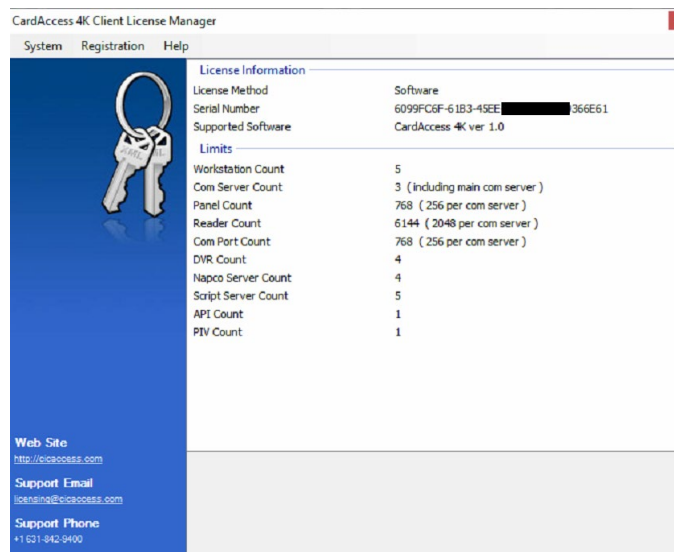 CardAccess 4K Client License Manager
System Registration Help
License Information
License Method Software
Serial Number 6099FC6F-61B3-45EE 366E61
Supported Software CardAccess 4K ver 1.0
Limits
Workstation Count 5
Com Server Count 3 (including main com server)
Panel Count 768 (256 per com server)
Reader Count 6144 (2048 per com server)
Com Port Count 768 (256 per com server)
DVR Count 4
Napco Server Count 4
Script Server Count 5
API Count 1
PIV Count 1
XML SL
Web Site
http://cicaccess.com
Support Email
licensing@cicaccess.com
Support Phone
+1 631-842-9400